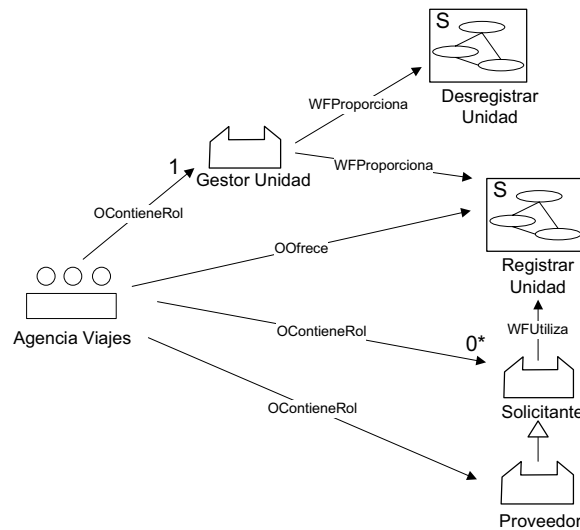 S
Desregistrar
Unidad
WFProporciona
1
Gestor Unidad
WFProporciona
S
OContieneRol
OOfrece
Registrar
Unidad
Agencia Viajes
OContieneRol
0*
WFUtiliza
OContieneRol
Solicitante
Proveedor